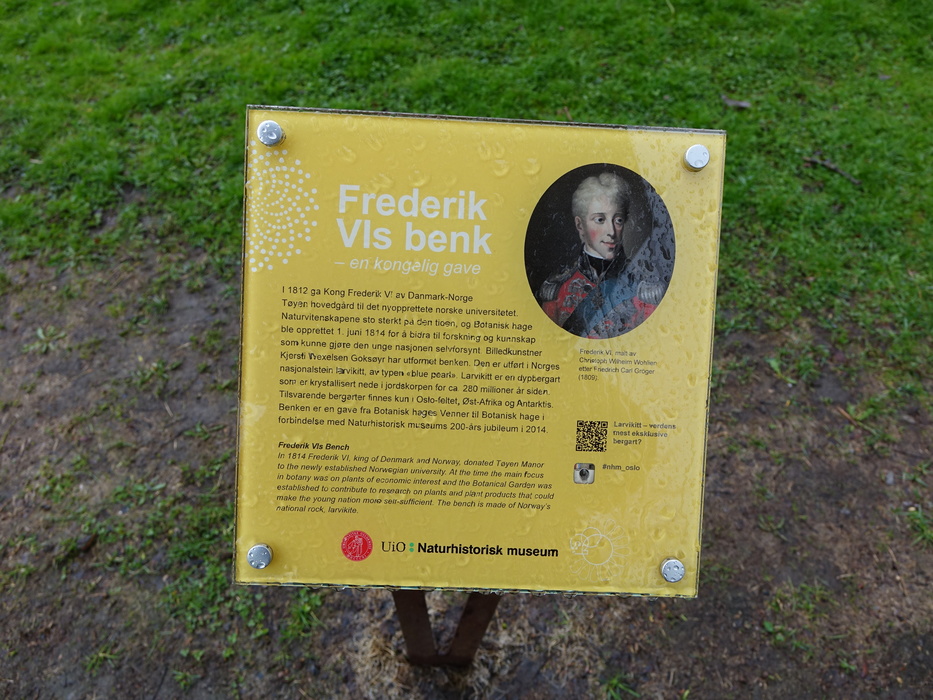 Frederik
VIs benk
– en kongelig gave
I 1812 ga Kong Frederik VI av Danmark-Norge
Tøyen hovedgård til det nyopprettete norske universitetet.
Naturvitenskapene sto sterkt på den tiden, og Botanisk hage
ble opprettet 1. juni 1814 for å bidra til forskning og kunnskap
som kunne gjøre den unge nasjonen selvforsynt. Billedkunstner
Kjersti Wexelsen Goksøyr har utformet benken. Den er utført i Norges
nasjonalstein larvikitt, av typen «blue pearl». Larvikitt er en dypbergart
som er krystallisert nede i jordskorpen for ca. 280 millioner år siden.
Tilsvarende bergarter finnes kun i Oslo-feltet, Øst-Afrika og Antarktis.
Benken er en gave fra Botanisk hages Venner til Botanisk hage i
forbindelse med Naturhistorisk museums 200-års jubileum i 2014.
Frederik VIs Bench
In 1814 Frederik VI, king of Denmark and Norway, donated Tøyen Manor
to the newly established Norwegian university. At the time the main focus
in botany was on plants of economic interest and the Botanical Garden was
established to contribute to research on plants and plant products that could
make the young nation more self-sufficient. The bench is made of Norway's
national rock, larvikite.
Frederik VI, malt av
Christoph Wilhelm Wohlien
etter Friedrich Carl Gröger
(1809).
Larvikitt – verdens
mest eksklusive
bergart?
#nhm_oslo
UiO Naturhistorisk museum